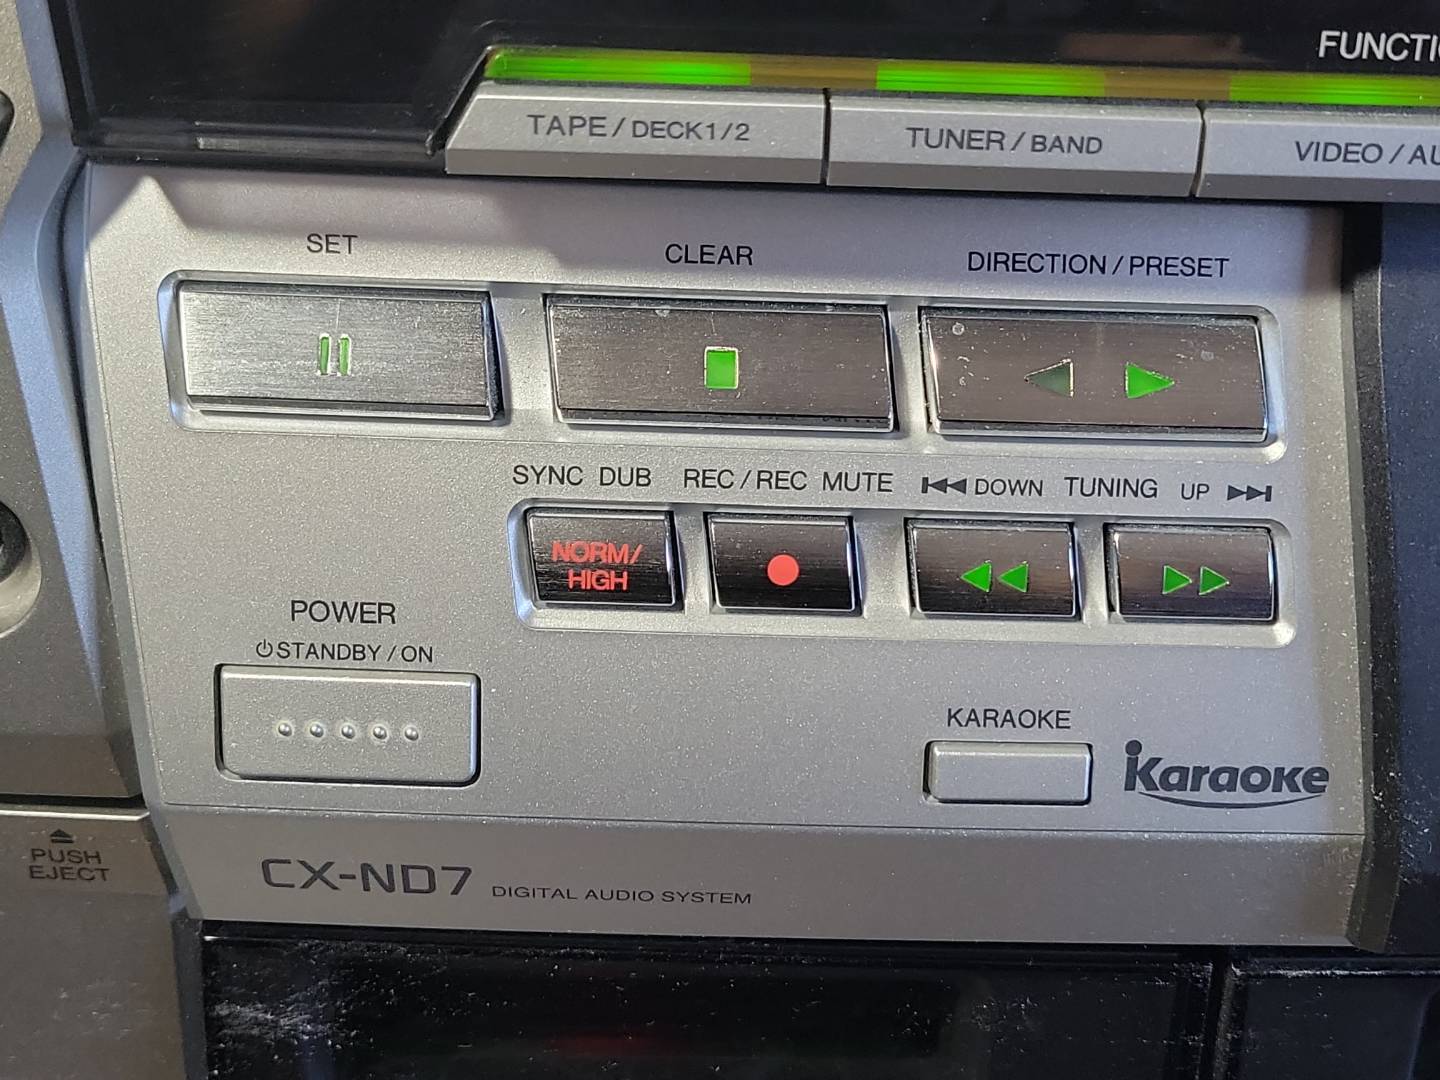 FUNCTI
TAPE / DECK1/2
TUNER / BAND
VIDEO / AU
SET
CLEAR
DIRECTION / PRESET
SYNC DUB
REC / REC MUTE
DOWN TUNING UP
NORM/
HIGH
POWER
STANDBY / ON
KARAOKE
iKaraoke
PUSH
EJECT
CX-ND7 DIGITAL AUDIO SYSTEM